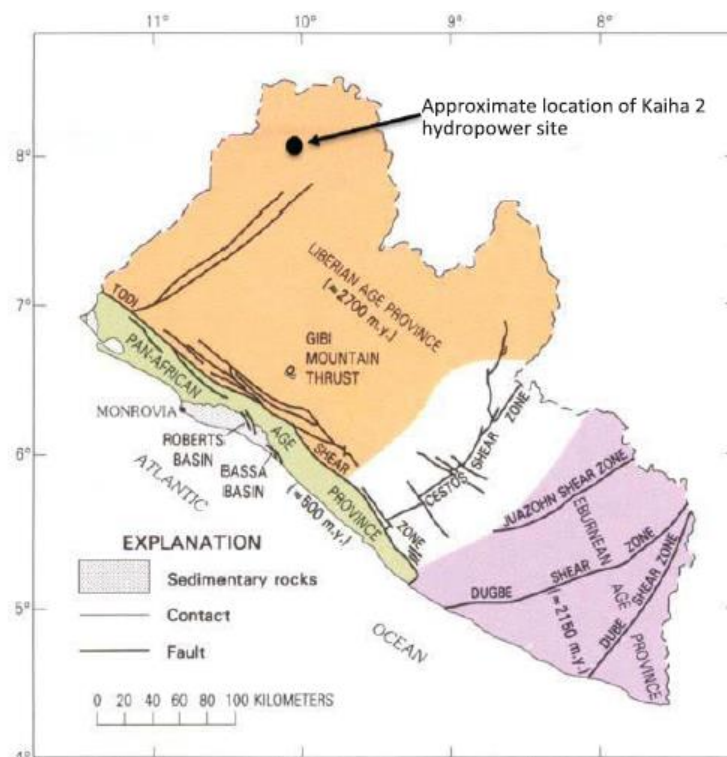 11°
10°
9°
8°
Approximate location of Kaiha 2
hydropower site
8°
7°
6°
5°
4°
LIBERIAN AGE PROVINCE
(≈2700 m.y.)
TODI
SHEAR
ZONE
GIBI
MOUNTAIN
THRUST
PAN-AFRICAN
AGE
PROVINCE
(≈500 m.y.)
MONROVIA
ROBERTS
BASIN
BASSA
BASIN
ATLANTIC
OCEAN
CESTOS
SHEAR
ZONE
JUAZOHN SHEAR ZONE
EBURNEAN
AGE
PROVINCE
(≈2150 m.y.)
DUGBE
SHEAR
ZONE
DUBE
SHEAR ZONE
EXPLANATION
Sedimentary rocks
Contact
Fault
0 20 40 60 80 100 KILOMETERS